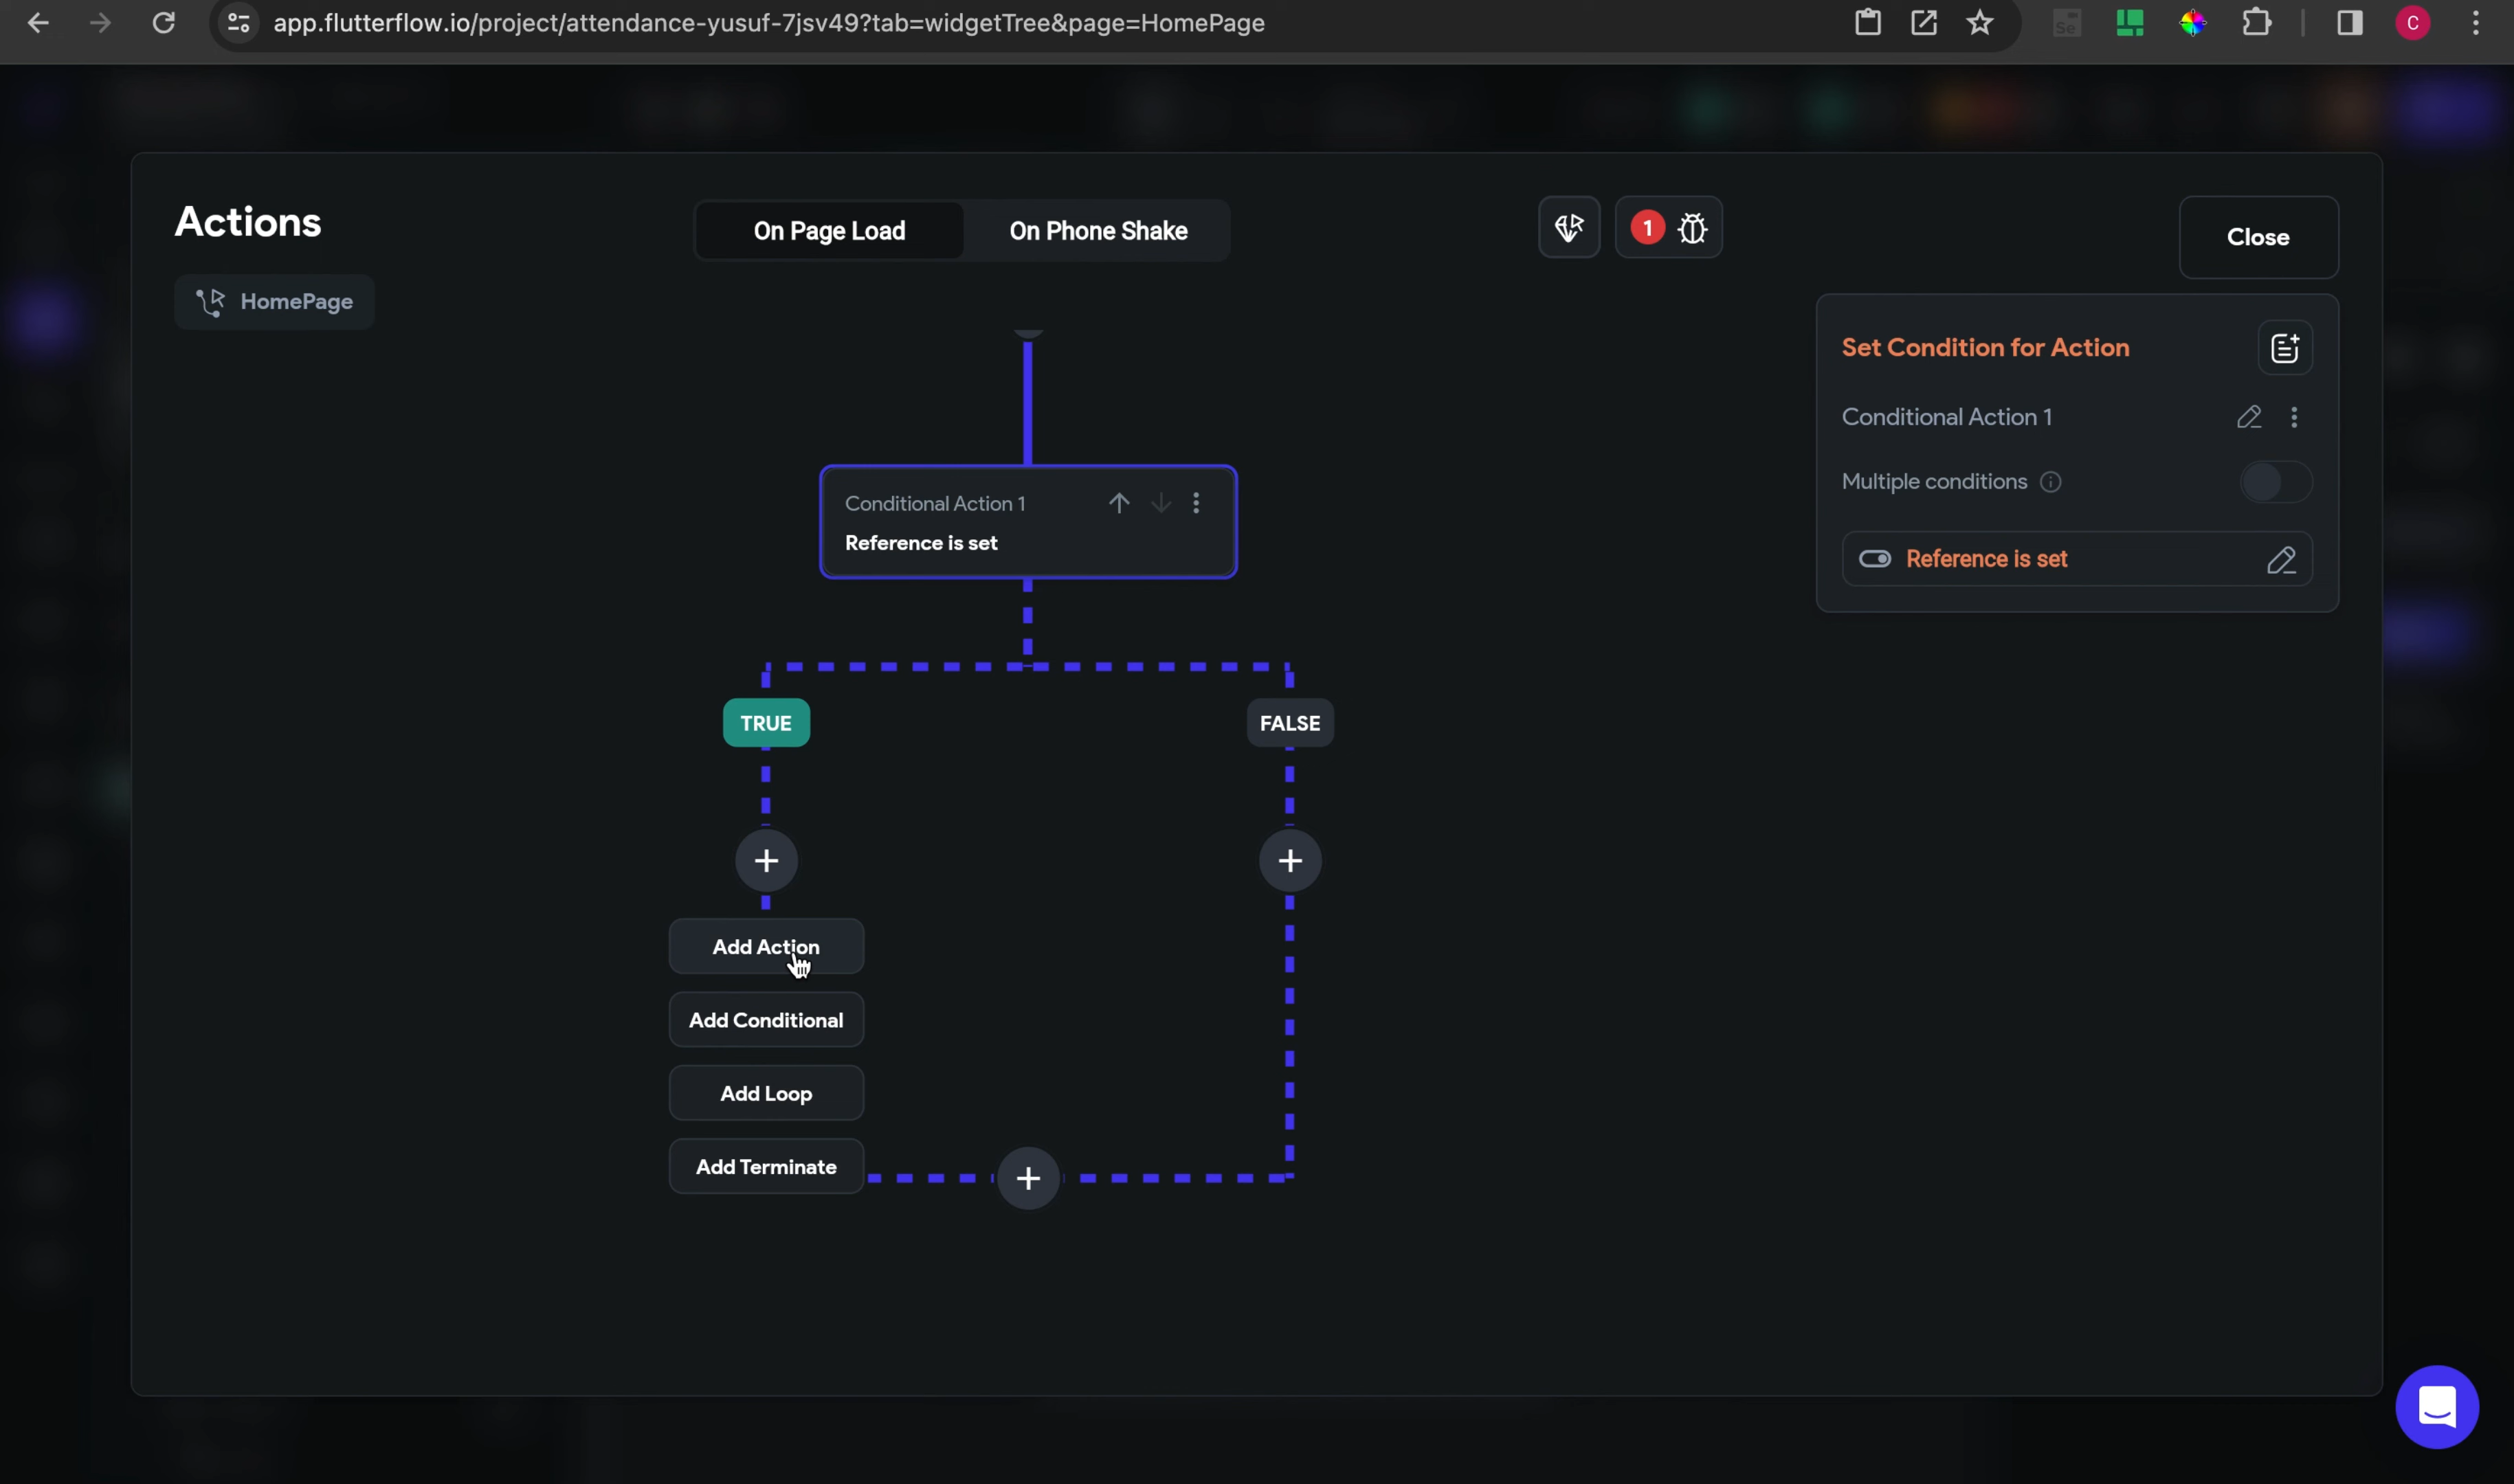 app.flutterflow.io/project/attendance-yusuf-7jsv49?tab=widgetTree&page=HomePage
Se
C
Actions
On Page Load
On Phone Shake
1
Close
HomePage
Set Condition for Action
Conditional Action 1
Multiple conditions
Reference is set
Conditional Action 1
Reference is set
TRUE
FALSE
Add Action
Add Conditional
Add Loop
Add Terminate